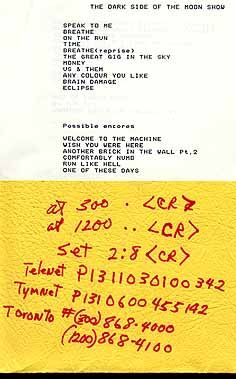 THE DARK SIDE OF THE MOON SHOW
SPEAK TO ME
BREATHE
ON THE RUN
TIME
BREATHE(reprise)
THE GREAT GIG IN THE SKY
MONEY
US & THEM
ANY COLOUR YOU LIKE
BRAIN DAMAGE
ECLIPSE
Possible encores
WELCOME TO THE MACHINE
WISH YOU WERE HERE
ANOTHER BRICK IN THE WALL Pt.2
COMFORTABLY NUMB
RUN LIKE HELL
ONE OF THESE DAYS
at 300 . <CR>
at 1200 .. <CR>
Set 2:8 <CR>
Telenet P1311030100342
Tymnet P1310600455142
Toronto # (300) 868-4000
(1200) 868-4100